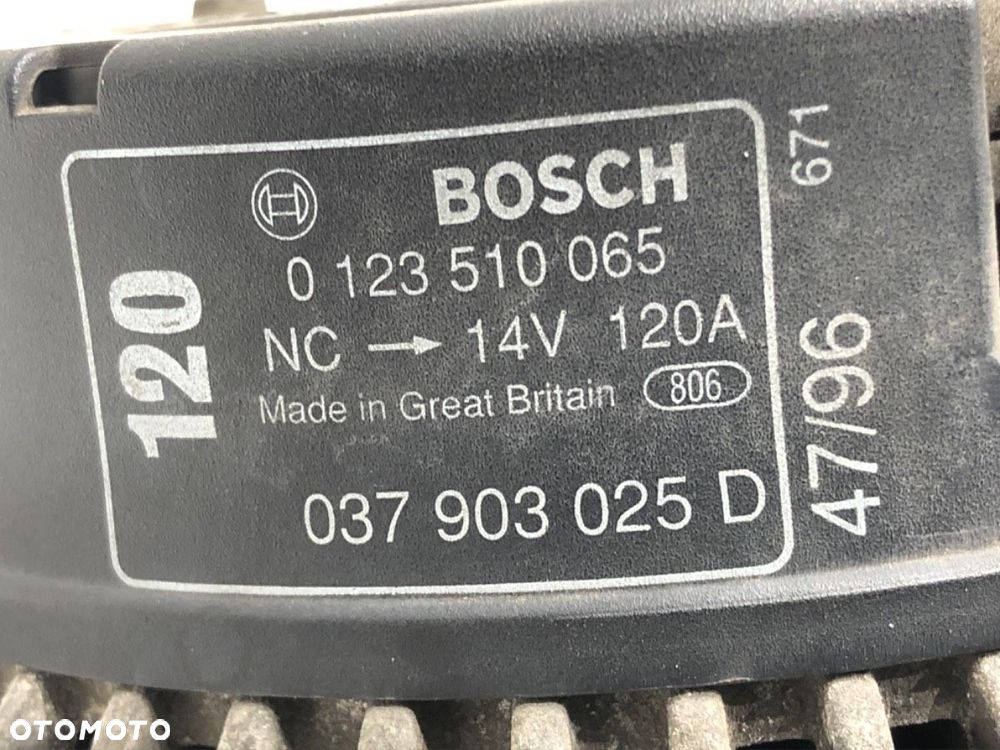 BOSCH
0 123 510 065
NC → 14V 120A
Made in Great Britain 806
037 903 025 D
120
671
47/96
OTOMOTO